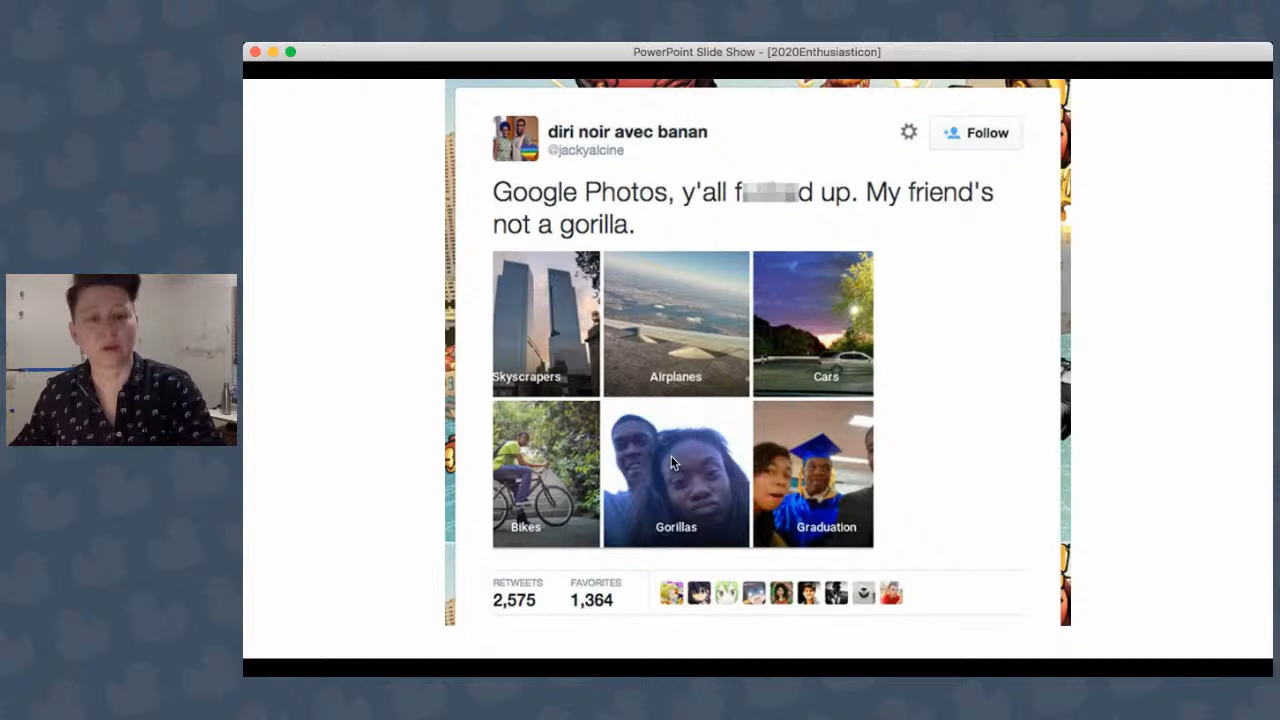 PowerPoint Slide Show - [2020Enthusiasticon]
diri noir avec banan
@jackyalcine
Follow
Google Photos, y'all f d up. My friend's
not a gorilla.
Skyscrapers
Airplanes
Cars
Bikes
Gorillas
Graduation
RETWEETS
FAVORITES
2,575
1,364